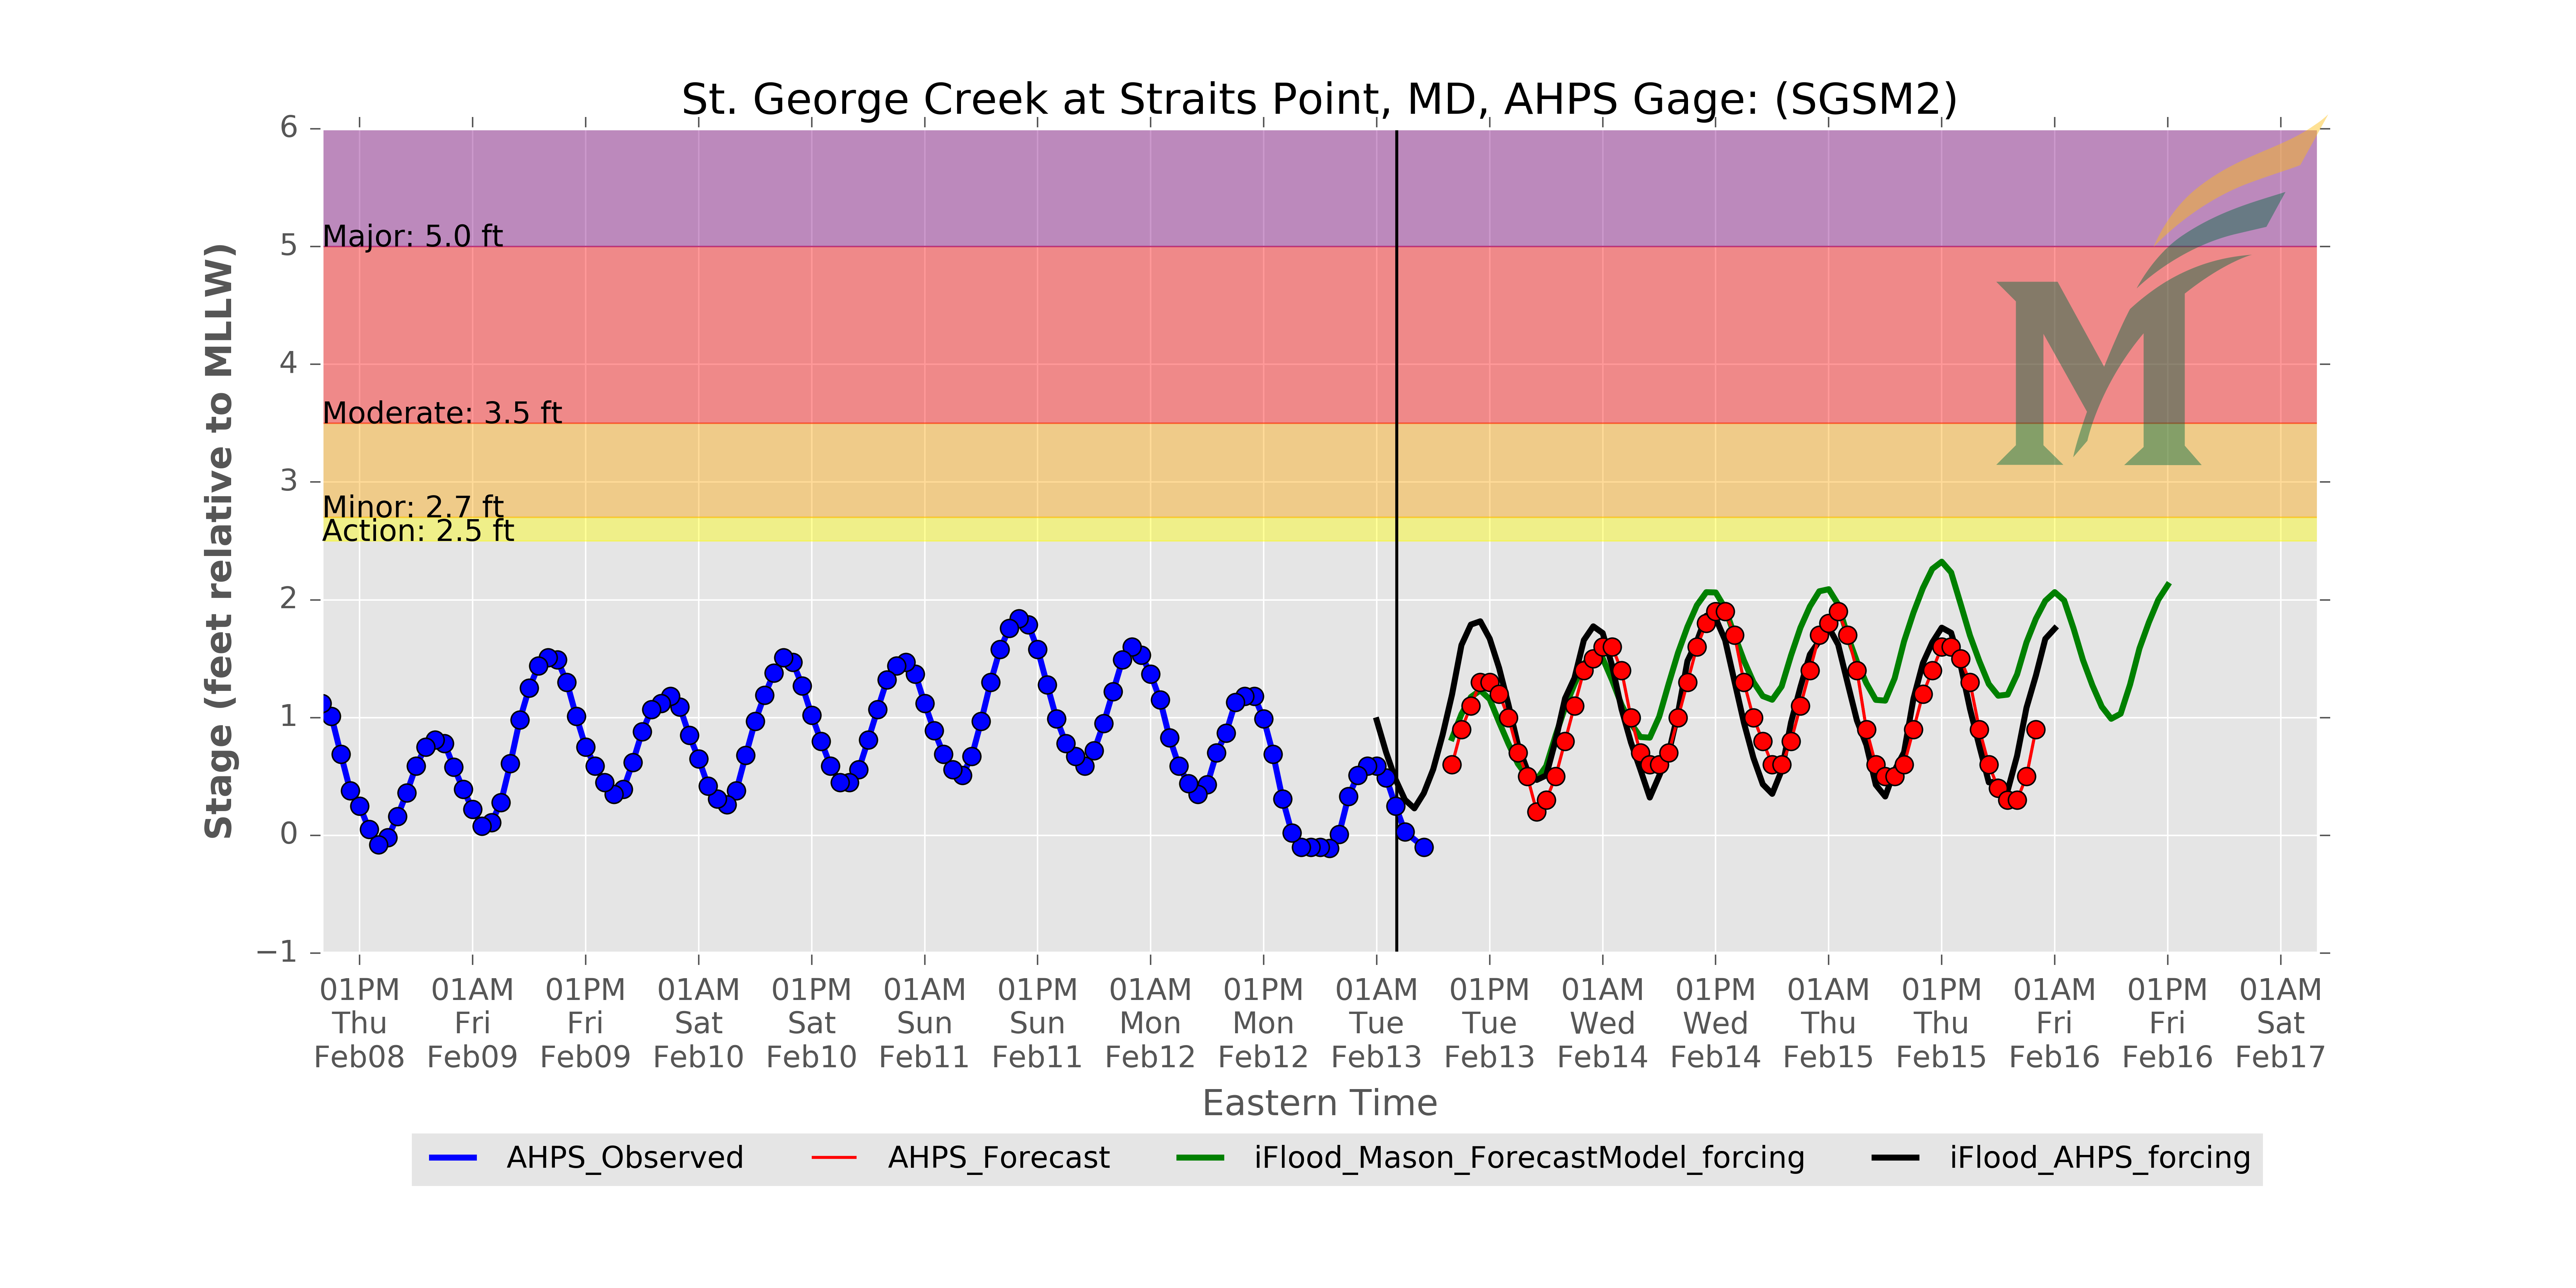 St. George Creek at Straits Point, MD, AHPS Gage: (SGSM2)
Stage (feet relative to MLLW)
6
5
4
3
2
1
0
−1
Major: 5.0 ft
Moderate: 3.5 ft
Minor: 2.7 ft
Action: 2.5 ft
M
01PM 01AM 01PM 01AM 01PM 01AM 01PM 01AM 01PM 01AM 01PM 01AM 01PM 01AM 01PM 01AM 01PM 01AM
Thu Fri Fri Sat Sat Sun Sun Mon Mon Tue Tue Wed Wed Thu Thu Fri Fri Sat
Feb08 Feb09 Feb09 Feb10 Feb10 Feb11 Feb11 Feb12 Feb12 Feb13 Feb13 Feb14 Feb14 Feb15 Feb15 Feb16 Feb16 Feb17
Eastern Time
AHPS_Observed AHPS_Forecast iFlood_Mason_ForecastModel_forcing iFlood_AHPS_forcing